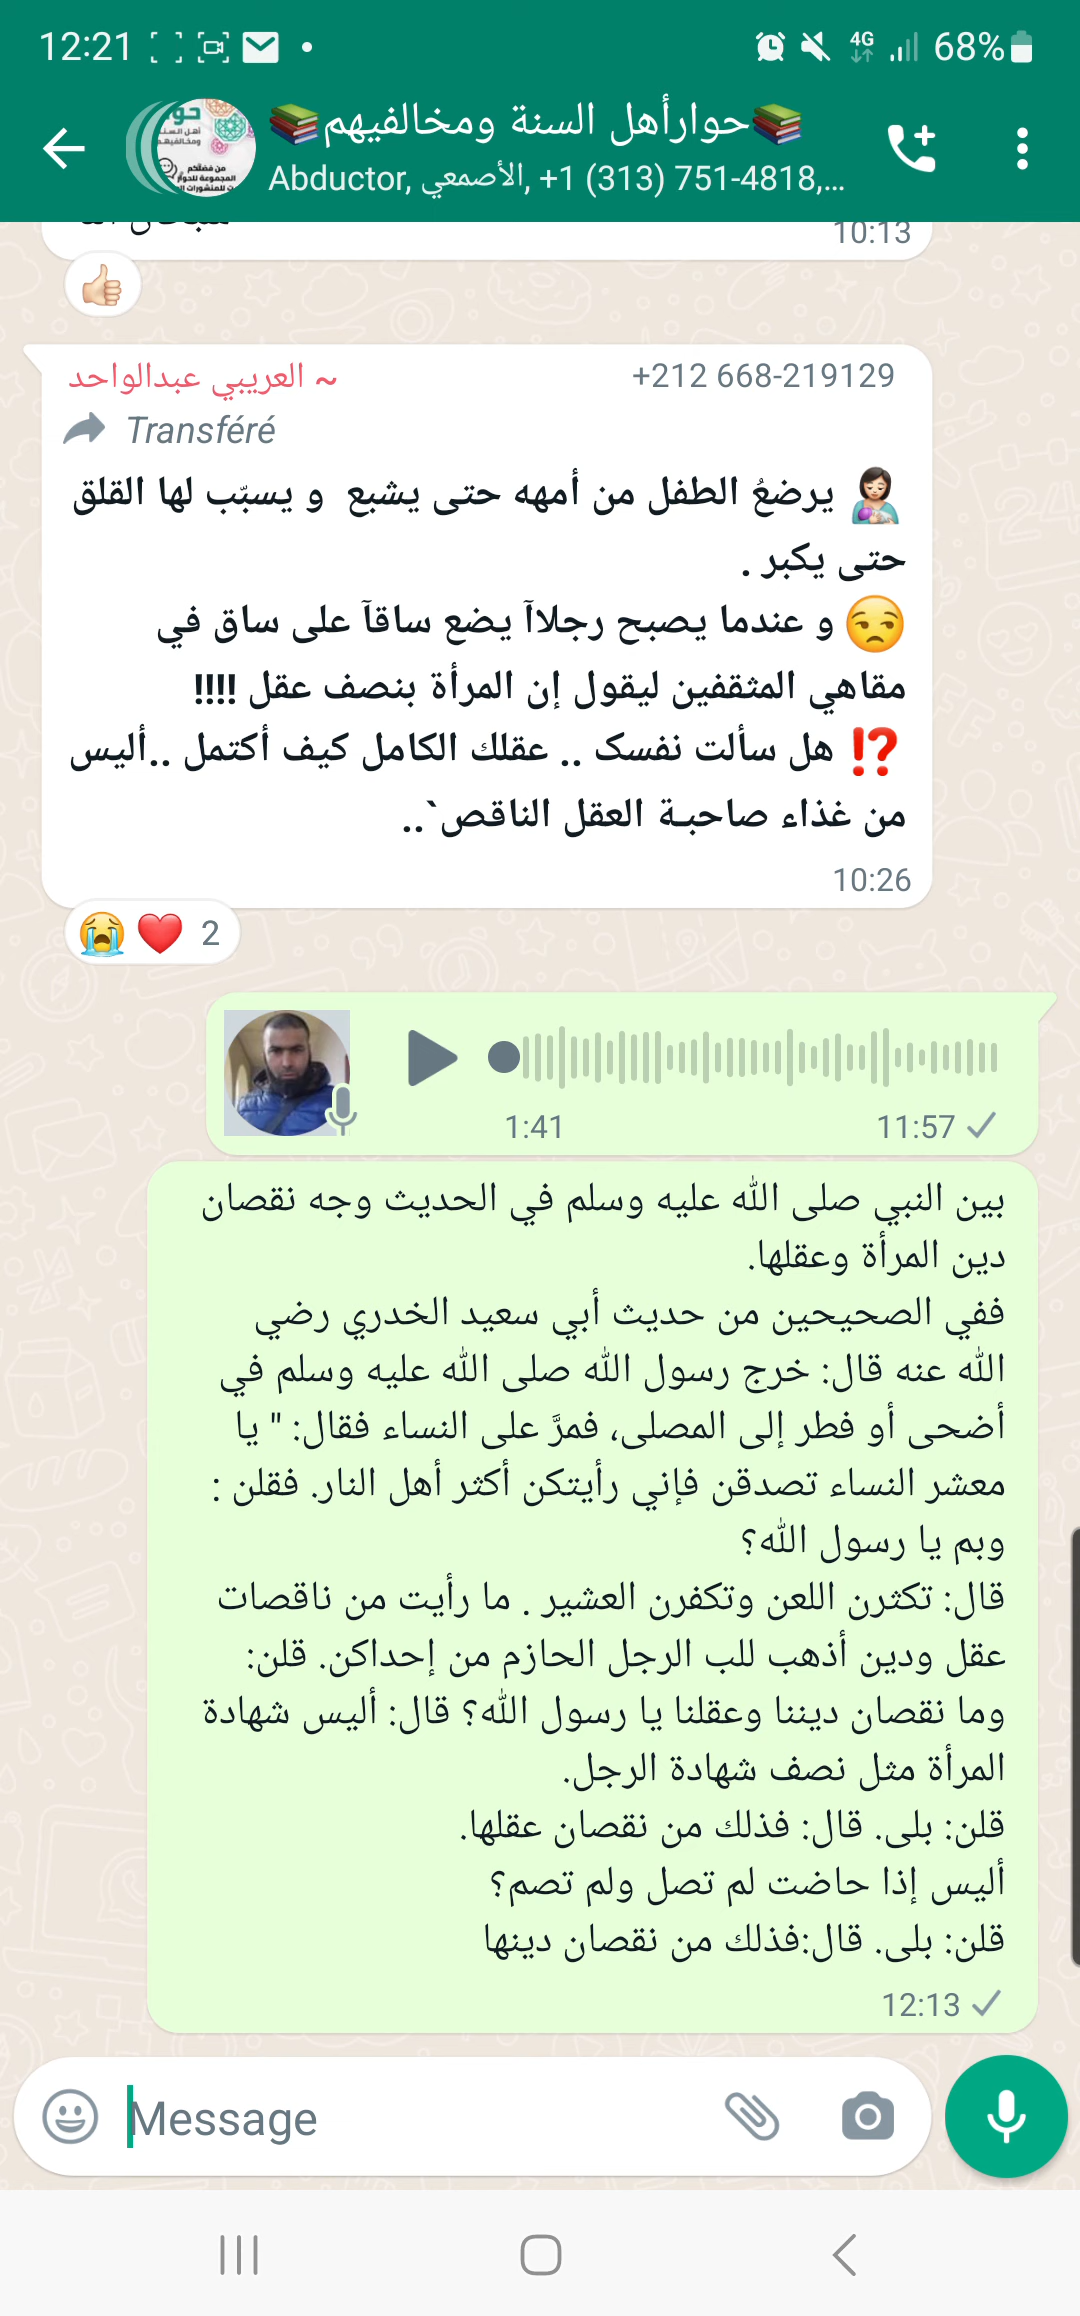 12:21
4G 68%
📚حوارأهل السنة ومخالفيهم📚
Abductor, الأصمعي, +1 (313) 751-4818,...
10:13
~ العريبي عبدالواحد +212 668-219129
Transféré
🤱🏻 يرضعُ الطفل من أمهه حتى يشبع و يسبّب لها القلق
حتى يكبر .
😒 و عندما يصبح رجلاآ يضع ساقآ على ساق في
مقاهي المثقفين ليقول إن المرأة بنصف عقل !!!!
⁉️ هل سألت نفسك .. عقلك الكامل كيف أكتمل ..أليس
من غذاء صاحبـة العقل الناقص`..
10:26
😭❤️ 2
1:41 11:57
بين النبي صلى الله عليه وسلم في الحديث وجه نقصان
دين المرأة وعقلها.
ففي الصحيحين من حديث أبي سعيد الخدري رضي
الله عنه قال: خرج رسول الله صلى الله عليه وسلم في
أضحى أو فطر إلى المصلى، فمرَّ على النساء فقال: " يا
معشر النساء تصدقن فإني رأيتكن أكثر أهل النار. فقلن :
وبم يا رسول الله؟
قال: تكثرن اللعن وتكفرن العشير . ما رأيت من ناقصات
عقل ودين أذهب للب الرجل الحازم من إحداكن. قلن:
وما نقصان ديننا وعقلنا يا رسول الله؟ قال: أليس شهادة
المرأة مثل نصف شهادة الرجل.
قلن: بلى. قال: فذلك من نقصان عقلها.
أليس إذا حاضت لم تصل ولم تصم؟
قلن: بلى. قال:فذلك من نقصان دينها
12:13
Message